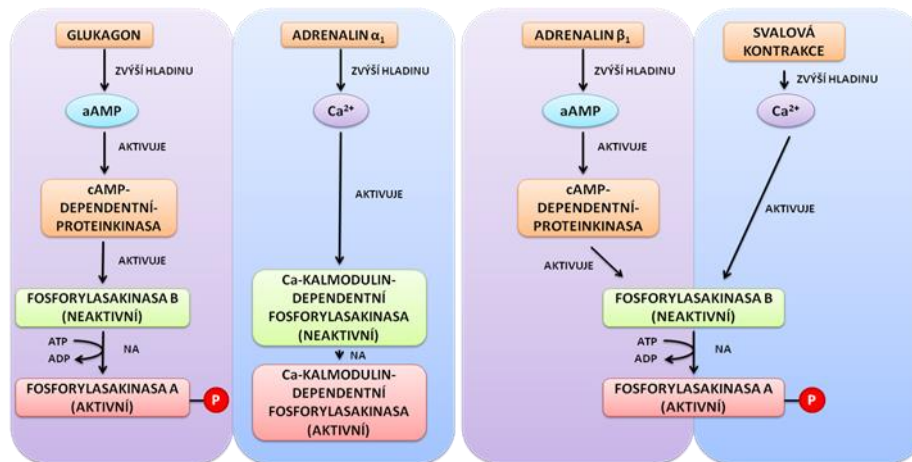 GLUKAGON
ZVÝŠÍ HLADINU
aAMP
AKTIVUJE
cAMP-
DEPENDENTNÍ-
PROTEINKINASA
AKTIVUJE
FOSFORYLASAKINASA B
(NEAKTIVNÍ)
ATP
ADP
NA
FOSFORYLASAKINASA A
(AKTIVNÍ)
P
ADRENALIN α1
ZVÝŠÍ HLADINU
Ca2+
AKTIVUJE
Ca-KALMODULIN-
DEPENDENTNÍ
FOSFORYLASAKINASA
(NEAKTIVNÍ)
NA
Ca-KALMODULIN-
DEPENDENTNÍ
FOSFORYLASAKINASA
(AKTIVNÍ)
ADRENALIN β1
ZVÝŠÍ HLADINU
aAMP
AKTIVUJE
cAMP-
DEPENDENTNÍ-
PROTEINKINASA
AKTIVUJE
SVALOVÁ
KONTRAKCE
ZVÝŠÍ HLADINU
Ca2+
AKTIVUJE
FOSFORYLASAKINASA B
(NEAKTIVNÍ)
ATP
ADP
NA
FOSFORYLASAKINASA A
(AKTIVNÍ)
P